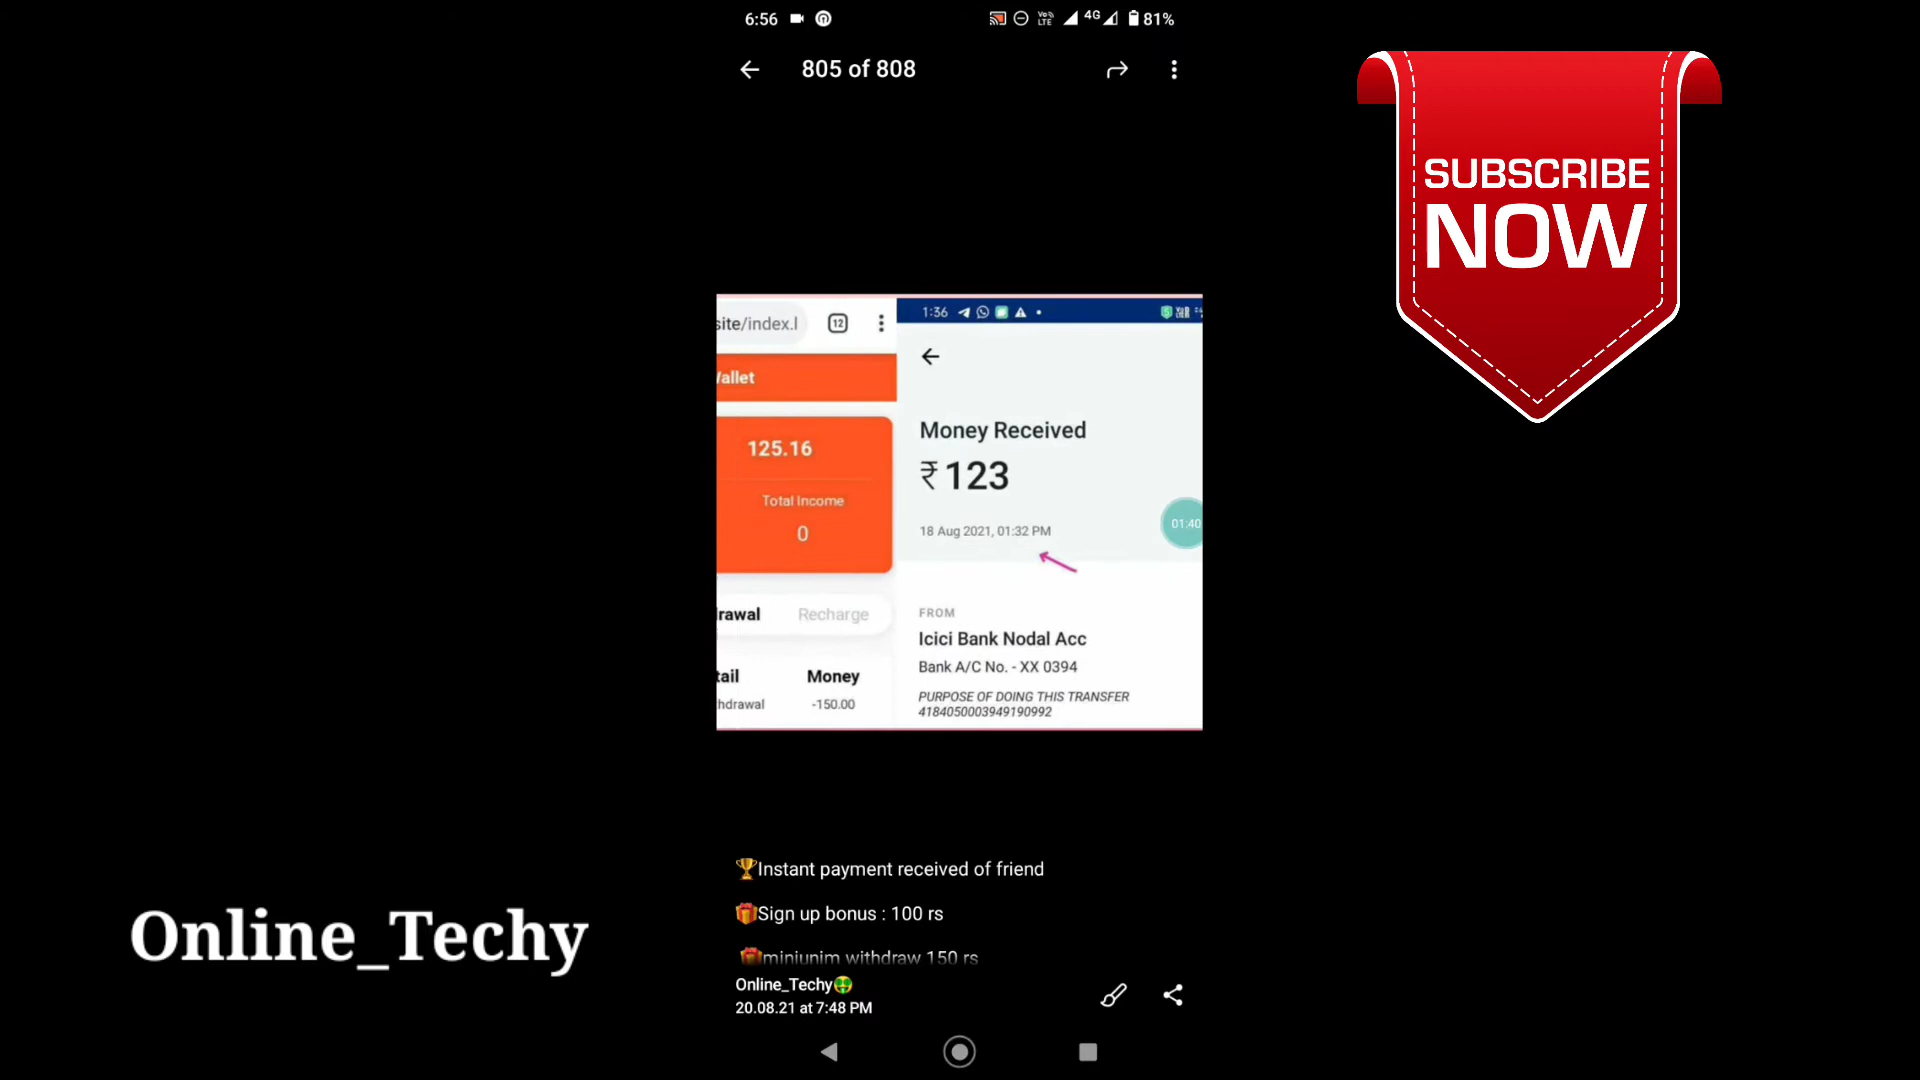 6:56
4G
81%
805 of 808
SUBSCRIBE
NOW
site/index.l
12
1:36
Wallet
Money Received
125.16
₹123
Total Income
0
18 Aug 2021, 01:32 PM
01:40
FROM
rawal
Recharge
Icici Bank Nodal Acc
Bank A/C No. - XX 0394
tail
Money
PURPOSE OF DOING THIS TRANSFER
4184050003949190992
hdrawal
-150.00
🏆Instant payment received of friend
🎁Sign up bonus : 100 rs
🎁miniunim withdraw 150 rs
Online_Techy🤑
20.08.21 at 7:48 PM
Online_Techy